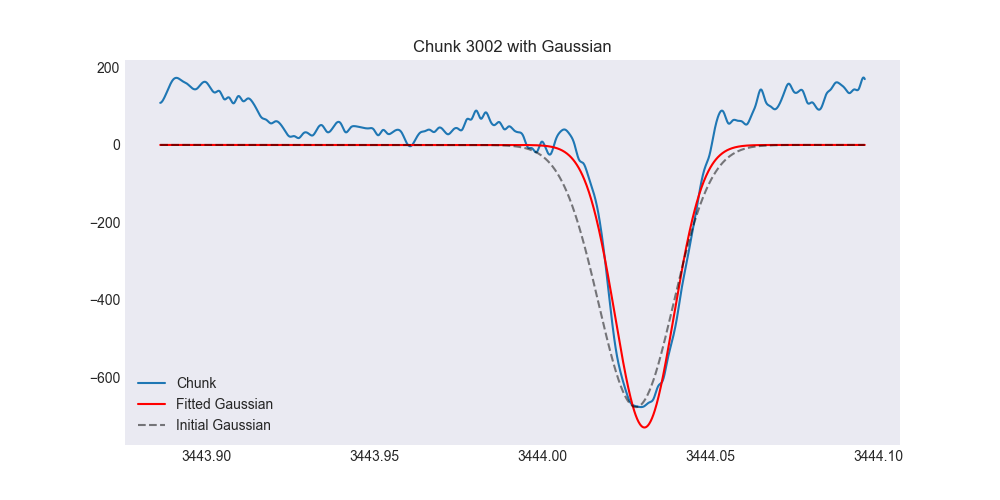 Chunk 3002 with Gaussian
200
0
−200
−400
−600
Chunk
Fitted Gaussian
Initial Gaussian
3443.90 3443.95 3444.00 3444.05 3444.10